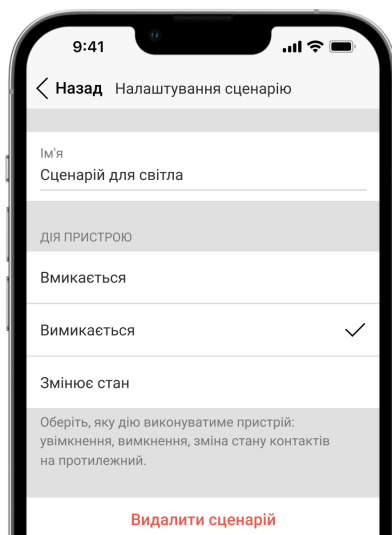 9:41
Назад Налаштування сценарію
Ім'я
Сценарій для світла
ДІЯ ПРИСТРОЮ
Вмикається
Вимикається
Змінює стан
Оберіть, яку дію виконуватиме пристрій:
увімкнення, вимкнення, зміна стану контактів
на протилежний.
Видалити сценарій